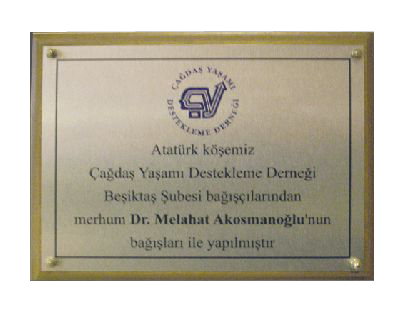 ÇAĞDAŞ YAŞAMI
DESTEKLEME DERNEĞİ
Atatürk köşemiz
Çağdaş Yaşamı Destekleme Derneği
Beşiktaş Şubesi bağışçılarından
merhum Dr. Melahat Akosmanoğlu'nun
bağışları ile yapılmıştır